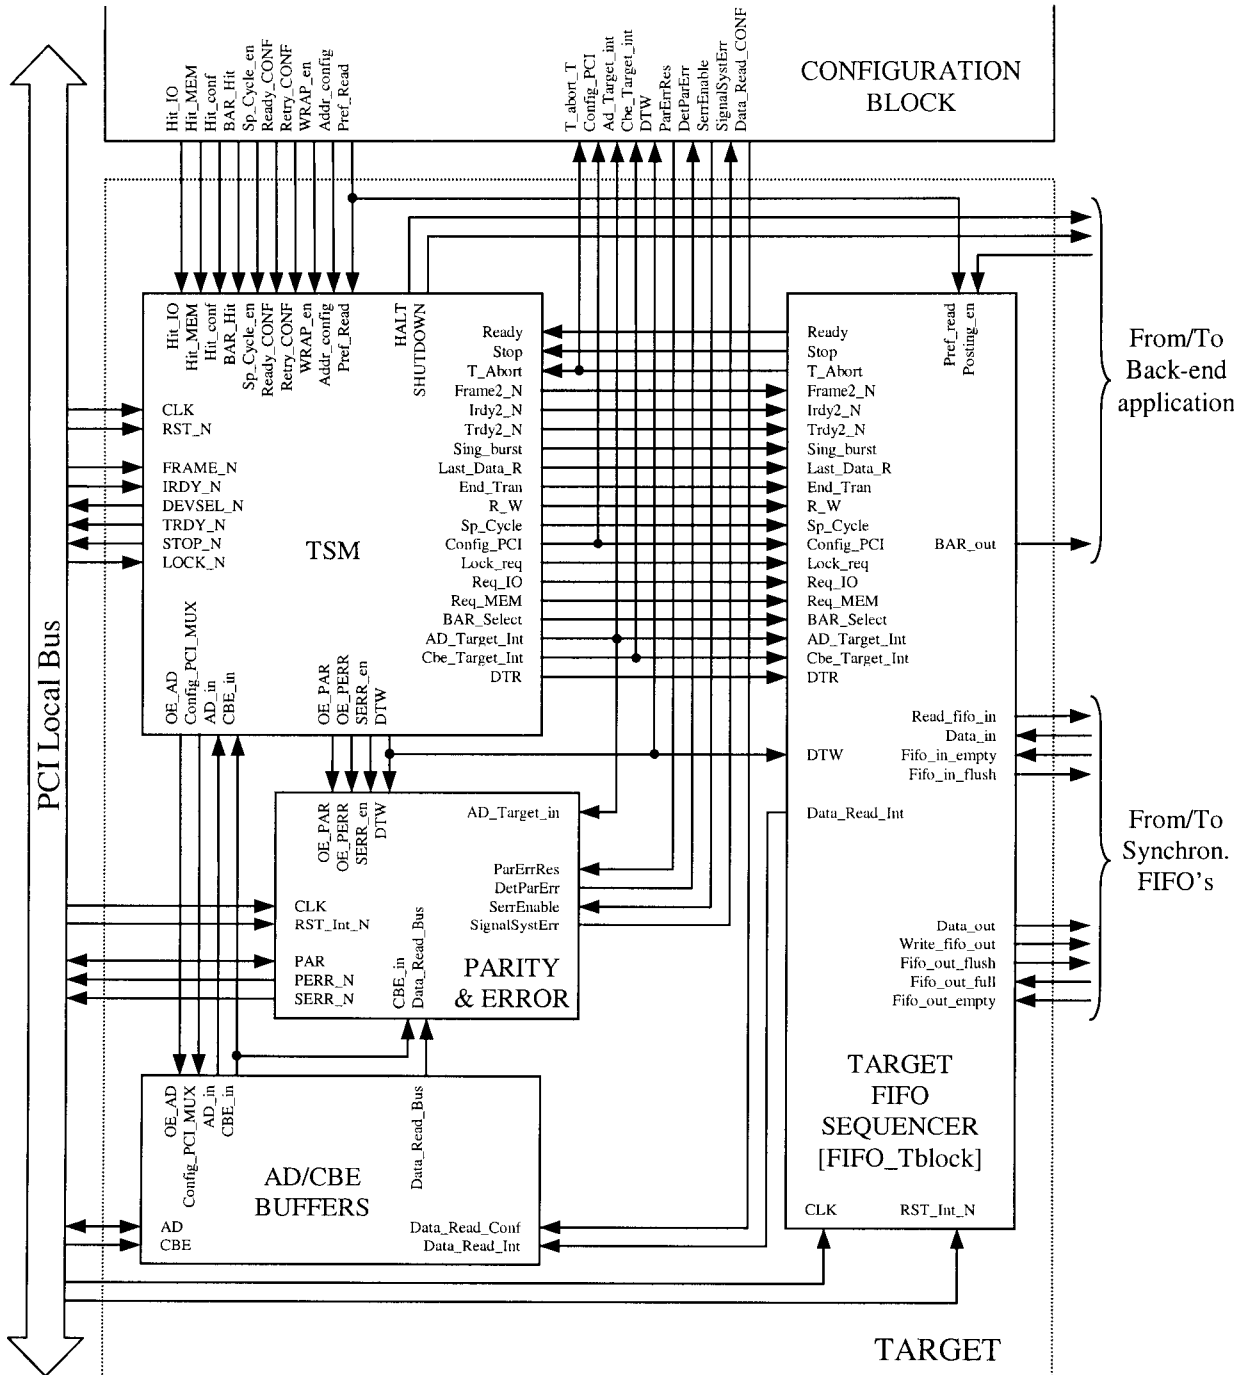 CONFIGURATION
BLOCK
Hit_IO
Hit_MEM
Hit_conf
BAR_Hit
Sp_Cycle_en
Ready_CONF
Retry_CONF
WRAP_en
Addr_config
Pref_Read
T_abort_T
Config_PCI
Ad_Target_int
Cbe_Target_int
DTW
ParErrRes
DetParErr
SerrEnable
SignalSystErr
Data_Read_CONF
Hit_IO
Hit_MEM
Hit_conf
BAR_Hit
Sp_Cycle_en
Ready_CONF
Retry_CONF
WRAP_en
Addr_config
Pref_Read
HALT
SHUTDOWN
CLK
RST_N
FRAME_N
IRDY_N
DEVSEL_N
TRDY_N
STOP_N
LOCK_N
TSM
Ready
Stop
T_Abort
Frame2_N
Irdy2_N
Trdy2_N
Sing_burst
Last_Data_R
End_Tran
R_W
Sp_Cycle
Config_PCI
Lock_req
Req_IO
Req_MEM
BAR_Select
AD_Target_Int
Cbe_Target_Int
DTR
OE_AD
Config_PCI_MUX
AD_in
CBE_in
OE_PAR
OE_PERR
SERR_en
DTW
Pref_read
Posting_en
Ready
Stop
T_Abort
Frame2_N
Irdy2_N
Trdy2_N
Sing_burst
Last_Data_R
End_Tran
R_W
Sp_Cycle
Config_PCI
Lock_req
Req_IO
Req_MEM
BAR_Select
AD_Target_Int
Cbe_Target_Int
DTR
DTW
Data_Read_Int
BAR_out
Read_fifo_in
Data_in
Fifo_in_empty
Fifo_in_flush
Data_out
Write_fifo_out
Fifo_out_flush
Fifo_out_full
Fifo_out_empty
TARGET
FIFO
SEQUENCER
[FIFO_Tblock]
CLK
RST_Int_N
From/To
Back-end
application
From/To
Synchron.
FIFO's
PCI Local Bus
OE_PAR
OE_PERR
SERR_en
DTW
AD_Target_in
ParErrRes
DetParErr
SerrEnable
SignalSystErr
CLK
RST_Int_N
PAR
PERR_N
SERR_N
CBE_in
Data_Read_Bus
PARITY
& ERROR
OE_AD
Config_PCI_MUX
AD_in
CBE_in
Data_Read_Bus
AD/CBE
BUFFERS
AD
CBE
Data_Read_Conf
Data_Read_Int
TARGET